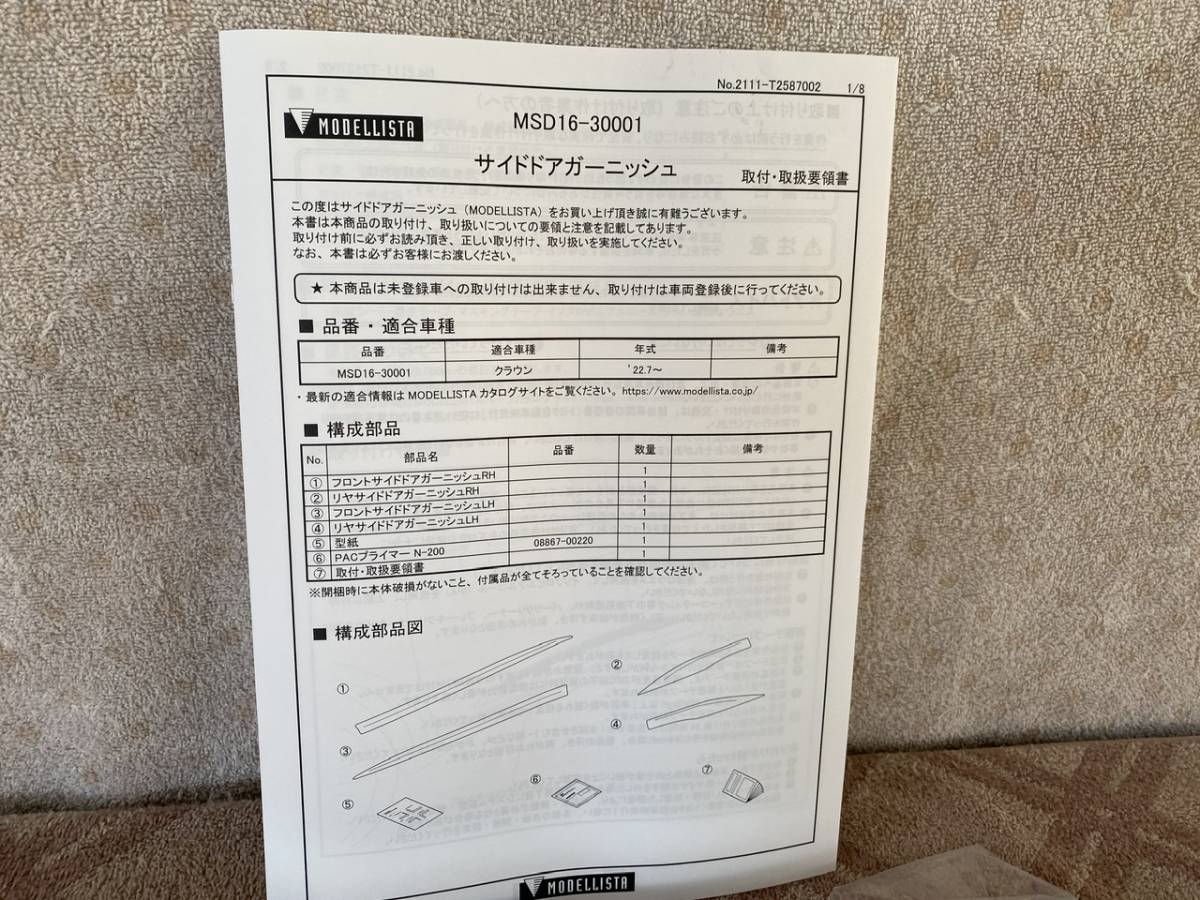 No.2111-T2587002 1/8
MODELLISTA
MSD16-30001
サイドドアガーニッシュ
取付・取扱要領書
この度はサイドドアガーニッシュ（MODELLISTA）をお買い上げ頂き誠に有難うございます。
本書は本商品の取り付け、取り扱いについての要領と注意を記載してあります。
取り付け前に必ずお読み頂き、正しい取り付け、取り扱いを実施してください。
なお、本書は必ずお客様にお渡しください。
★ 本商品は未登録車への取り付けは出来ません、取り付けは車両登録後に行ってください。
■ 品番・適合車種
品番 適合車種 年式 備考
MSD16-30001 クラウン '22.7～
・最新の適合情報は MODELLISTA カタログサイトをご覧ください。https://www.modellista.co.jp/
■ 構成部品
No. 部品名 品番 数量 備考
① フロントサイドドアガーニッシュRH 1
② リヤサイドドアガーニッシュRH 1
③ フロントサイドドアガーニッシュLH 1
④ リヤサイドドアガーニッシュLH 1
⑤ 型紙 1
⑥ PACプライマー N-200 08867-00220 1
⑦ 取付・取扱要領書 1
※開梱時に本体破損がないこと、付属品が全てそろっていることを確認してください。
■ 構成部品図
①
②
③
④
⑤
⑥
⑦
MODELLISTA